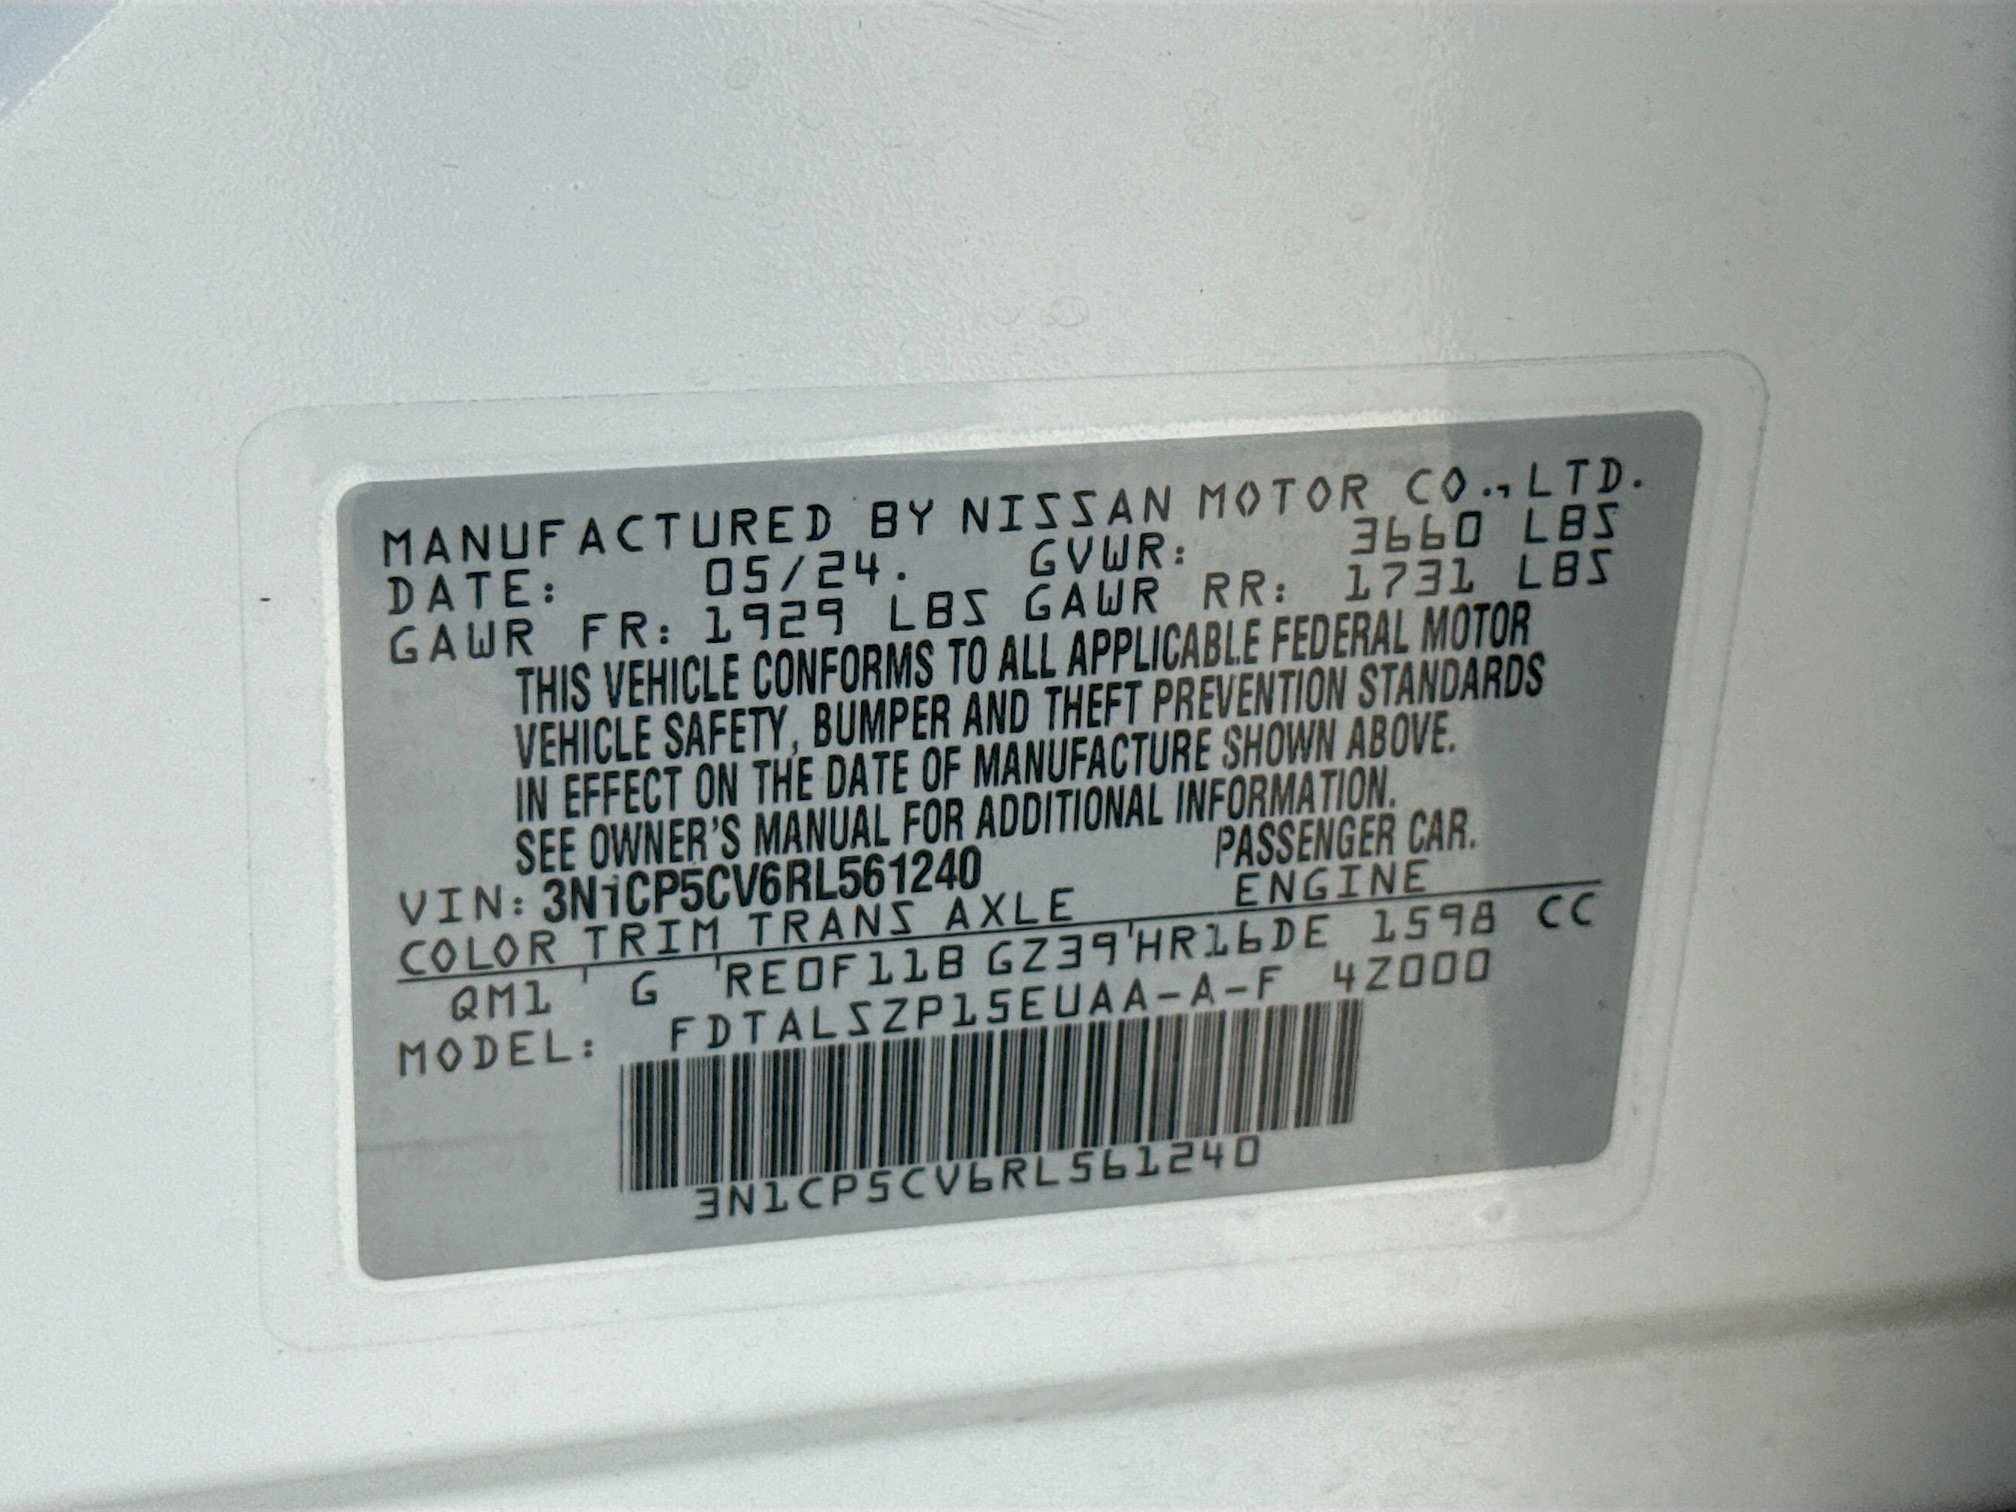 MANUFACTURED BY NISSAN MOTOR CO.,LTD.
DATE: 05/24. GVWR: 3660 LBS
GAWR FR: 1929 LBS GAWR RR: 1731 LBS
THIS VEHICLE CONFORMS TO ALL APPLICABLE FEDERAL MOTOR
VEHICLE SAFETY, BUMPER AND THEFT PREVENTION STANDARDS
IN EFFECT ON THE DATE OF MANUFACTURE SHOWN ABOVE.
SEE OWNER'S MANUAL FOR ADDITIONAL INFORMATION.
VIN: 3N1CP5CV6RL561240 PASSENGER CAR.
COLOR TRIM TRANS AXLE ENGINE
QM1 ' G 'RE0F11B GZ39'HR16DE 1598 CC
MODEL: FDTALSZP15EUAA-A-F 4Z000
3N1CP5CV6RL561240